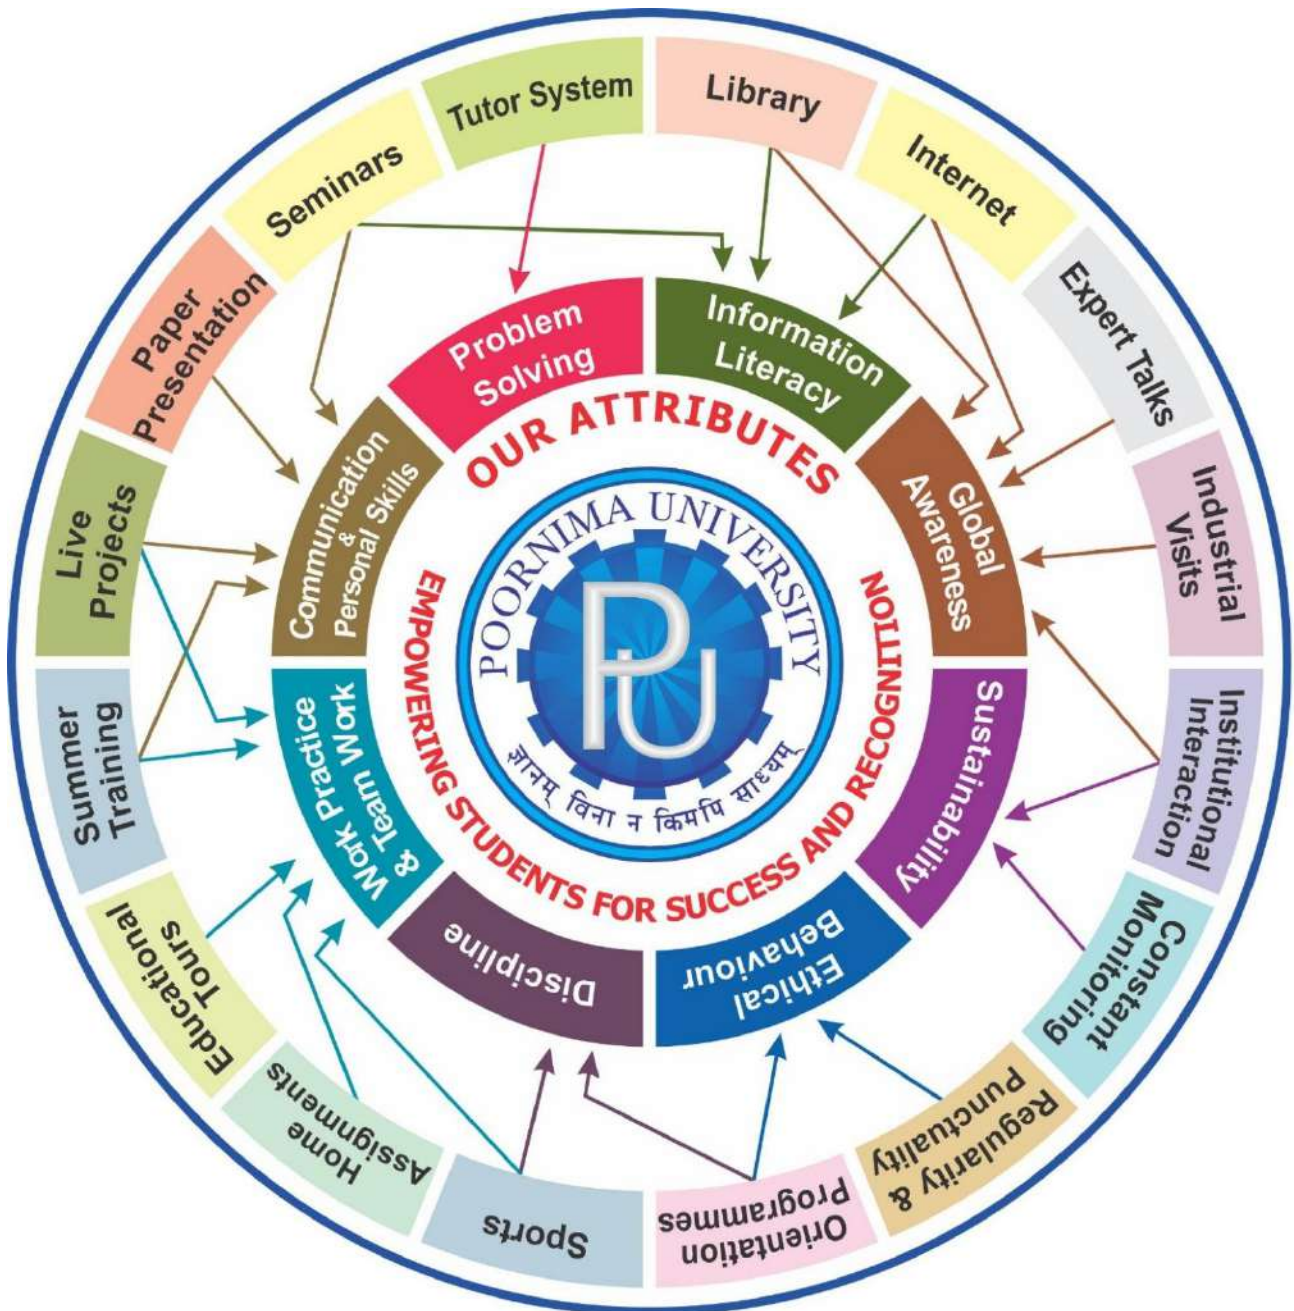 Tutor System
Library
Internet
Expert Talks
Industrial
Visits
Institutional
Interaction
Constant
Monitoring
Regularity &
Punctuality
Orientation
Programmes
Sports
Home
Assignments
Educational
Tours
Summer
Training
Live
Projects
Paper
Presentation
Seminars
Problem
Solving
Information
Literacy
Global
Awareness
Sustainability
Ethical
Behaviour
Discipline
Work Practice
& Team Work
Communication
&
Personal Skills
OUR ATTRIBUTES
EMPOWERING STUDENTS FOR SUCCESS AND RECOGNITION
POORNIMA UNIVERSITY
PU
ज्ञानम् विना न किमपि साध्यम्